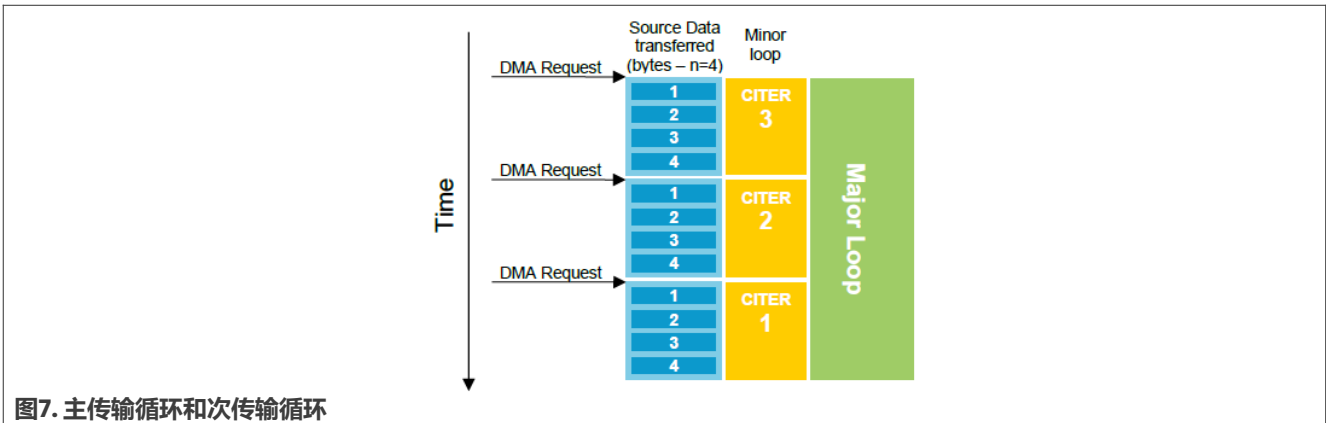 Source Data
transferred
(bytes – n=4)
Minor
loop
DMA Request
1
2
3
4
CITER
3
DMA Request
1
2
3
4
CITER
2
DMA Request
1
2
3
4
CITER
1
Major Loop
Time
图7. 主传输循环和次传输循环